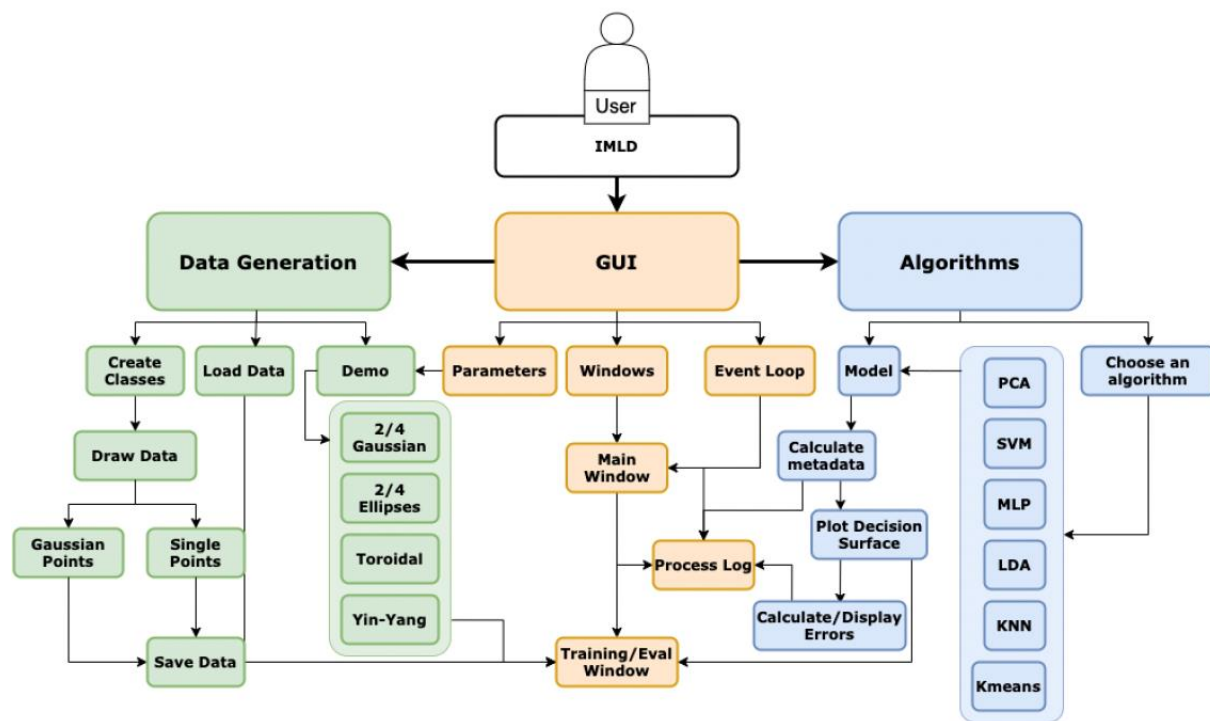 User
IMLD
Data Generation
GUI
Algorithms
Create
Classes
Load Data
Demo
Parameters
Windows
Event Loop
Model
Choose an
algorithm
PCA
Draw Data
2/4
Gaussian
Main
Window
Calculate
metadata
SVM
2/4
Ellipses
MLP
Gaussian
Points
Single
Points
Plot Decision
Surface
Toroidal
Process Log
LDA
Yin-Yang
Calculate/Display
Errors
KNN
Save Data
Training/Eval
Window
Kmeans